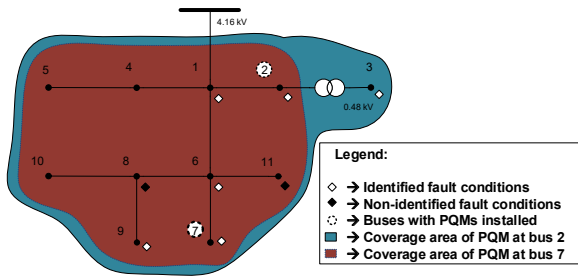 4.16 kV
5
4
1
2
3
0.48 kV
10
8
6
11
9
7
Legend:
→ Identified fault conditions
→ Non-identified fault conditions
→ Buses with PQMs installed
→ Coverage area of PQM at bus 2
→ Coverage area of PQM at bus 7